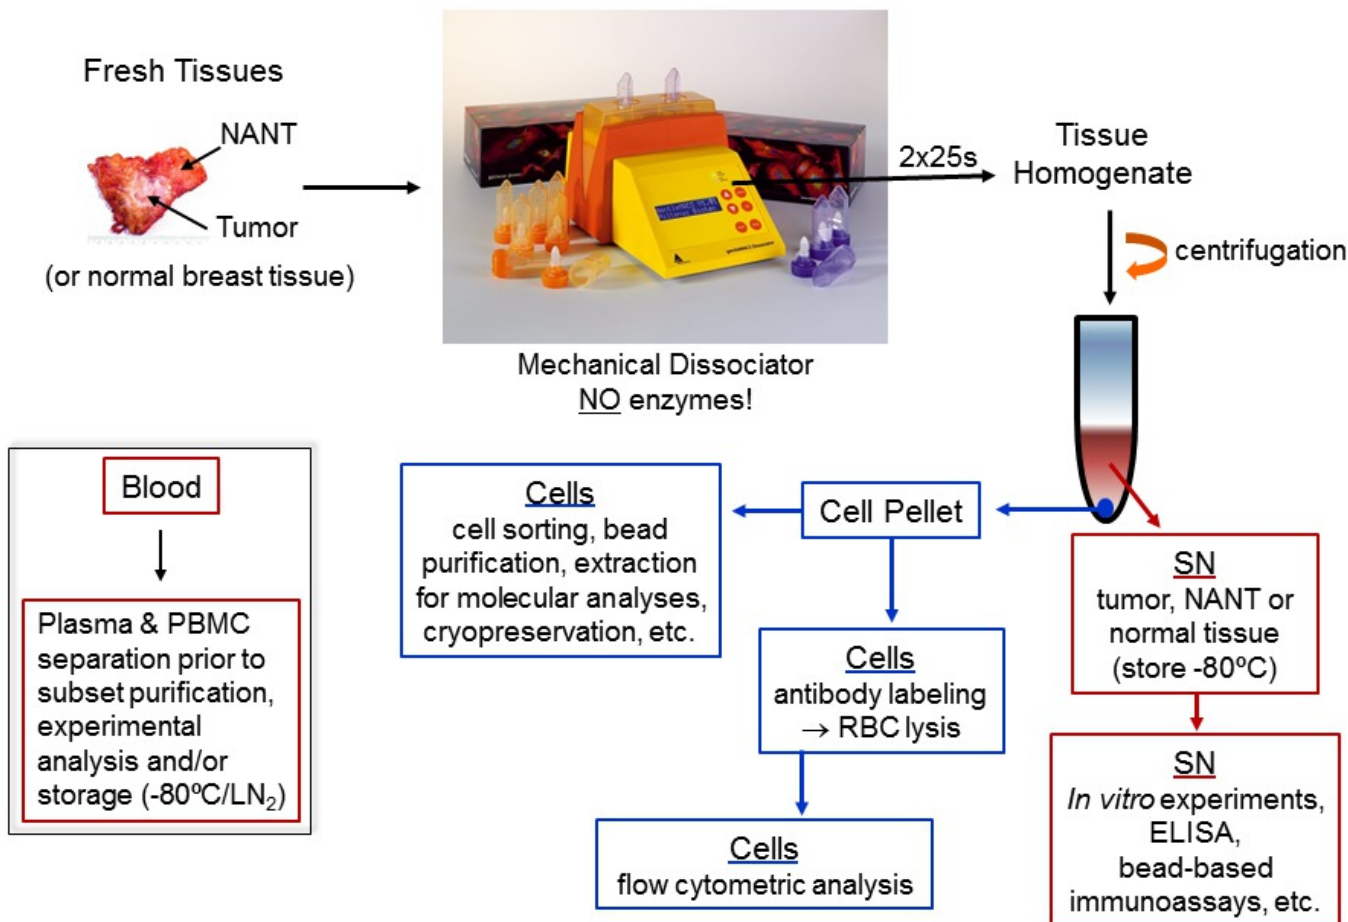 Fresh Tissues
NANT
Tumor
(or normal breast tissue)
Mechanical Dissociator
NO enzymes!
2x25s
Tissue
Homogenate
centrifugation
Blood
Plasma & PBMC
separation prior to
subset purification,
experimental
analysis and/or
storage (-80ºC/LN₂)
Cells
cell sorting, bead
purification, extraction
for molecular analyses,
cryopreservation, etc.
Cell Pellet
Cells
antibody labeling
→ RBC lysis
Cells
flow cytometric analysis
SN
tumor, NANT or
normal tissue
(store -80ºC)
SN
In vitro experiments,
ELISA,
bead-based
immunoassays, etc.